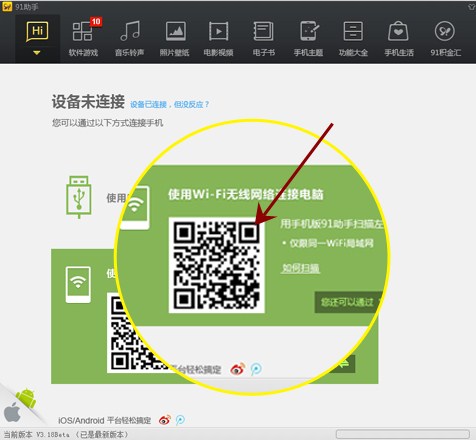 91助手
Hi
软件游戏
10
音乐铃声
照片壁纸
电影视频
电子书
手机主题
功能大全
手机生活
91积金汇
设备未连接 设备已连接，但没反应？
您可以通过以下方式连接手机
使用
使用Wi-Fi无线网络连接电脑
用手机版91助手扫描左
• 仅限同一WiFi局域网
如何扫描
您还可以通过
平台轻松搞定
iOS/Android 平台轻松搞定
当前版本 V3.18Beta （已是最新版本）